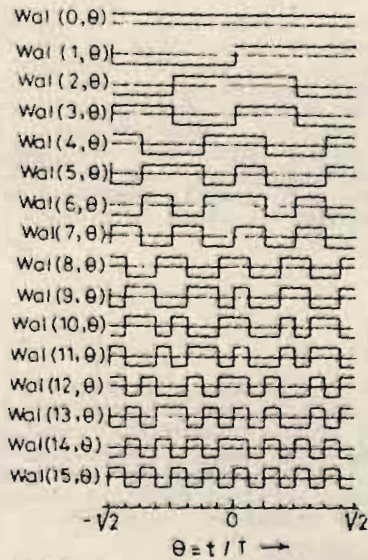 Wal(0,θ)
Wal(1,θ)
Wal(2,θ)
Wal(3,θ)
Wal(4,θ)
Wal(5,θ)
Wal(6,θ)
Wal(7,θ)
Wal(8,θ)
Wal(9,θ)
Wal(10,θ)
Wal(11,θ)
Wal(12,θ)
Wal(13,θ)
Wal(14,θ)
Wal(15,θ)
-1/2 0 1/2
θ = t / T →